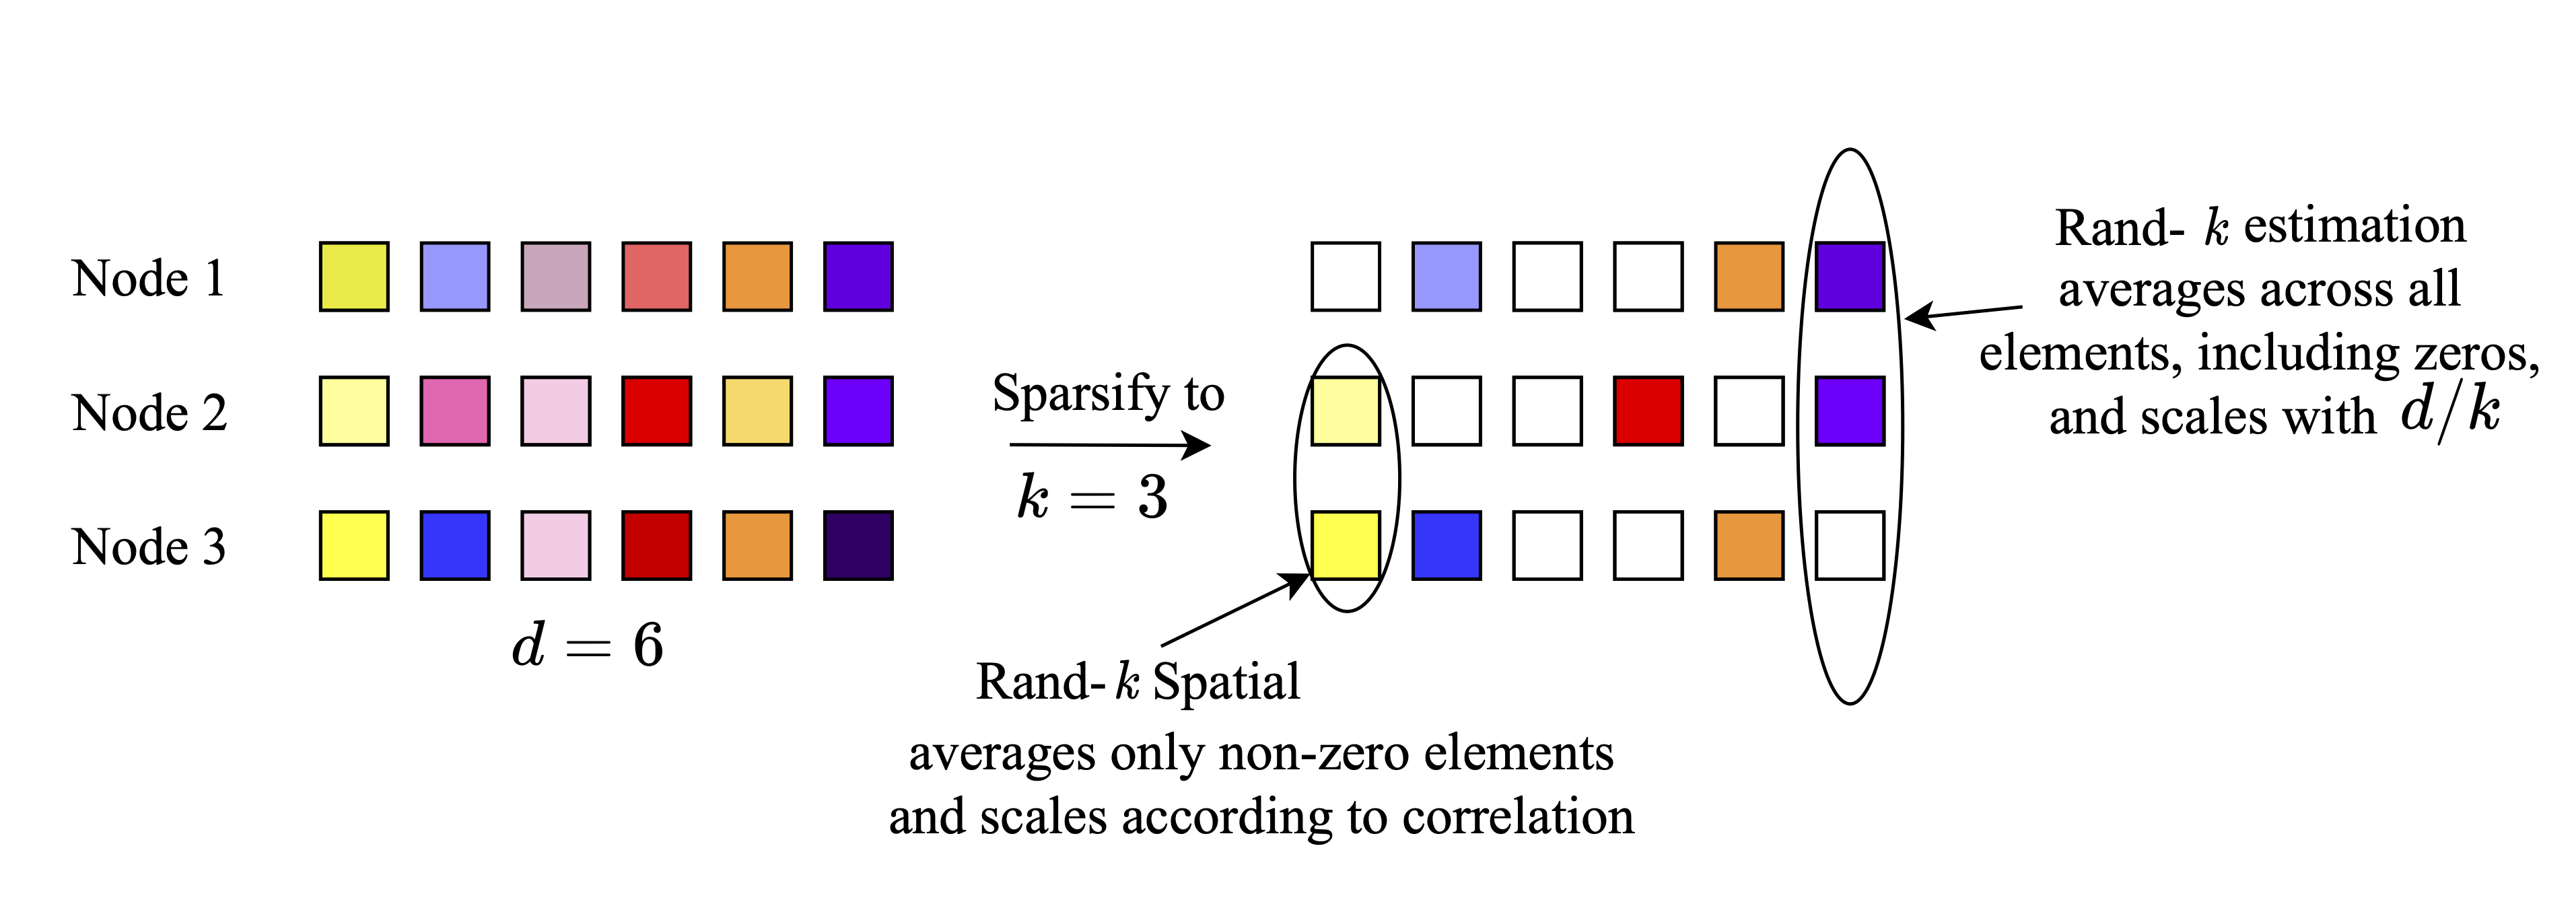 Node 1
Node 2
Node 3
d = 6
Sparsify to
k = 3
Rand- k estimation
averages across all
elements, including zeros,
and scales with d/k
Rand- k Spatial
averages only non-zero elements
and scales according to correlation